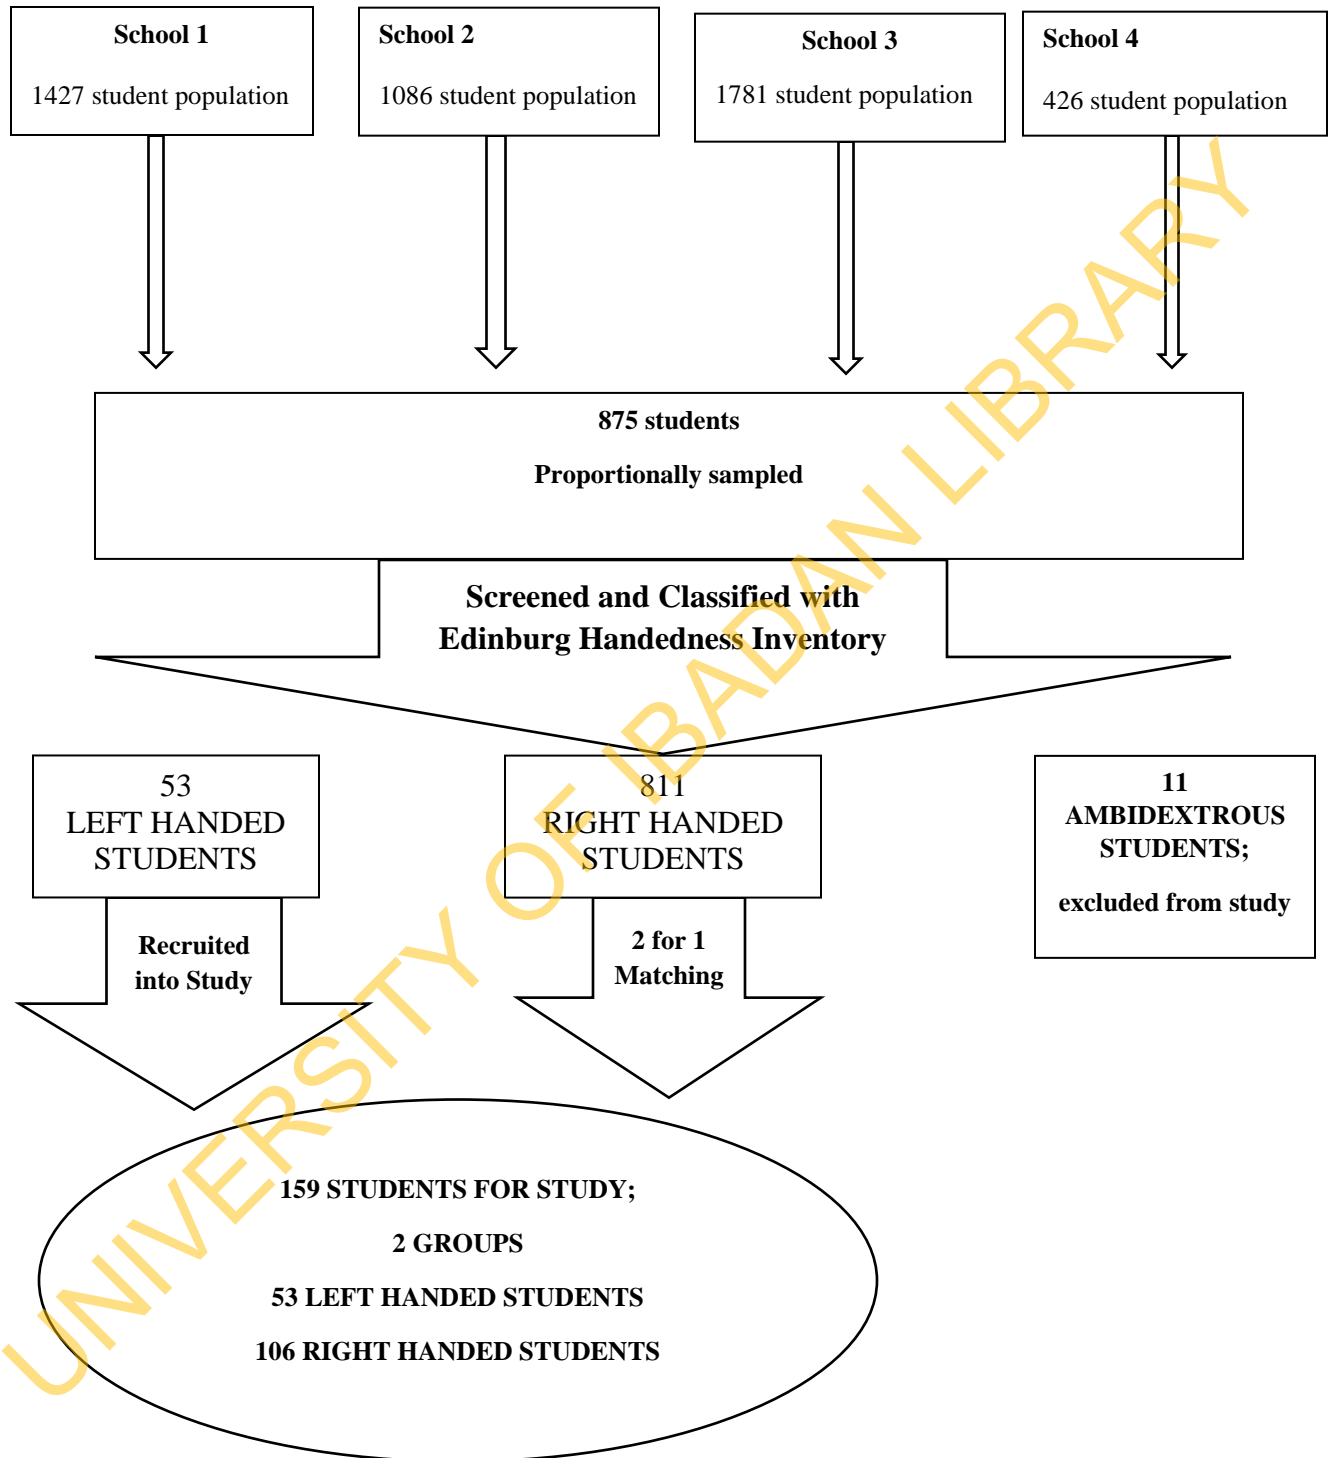 School 1
1427 student population
School 2
1086 student population
School 3
1781 student population
School 4
426 student population
875 students
Proportionally sampled
Screened and Classified with
Edinburg Handedness Inventory
53
LEFT HANDED
STUDENTS
811
RIGHT HANDED
STUDENTS
11
AMBIDEXTROUS
STUDENTS;
excluded from study
Recruited
into Study
2 for 1
Matching
159 STUDENTS FOR STUDY;
2 GROUPS
53 LEFT HANDED STUDENTS
106 RIGHT HANDED STUDENTS
UNIVERSITY OF IBADAN LIBRARY